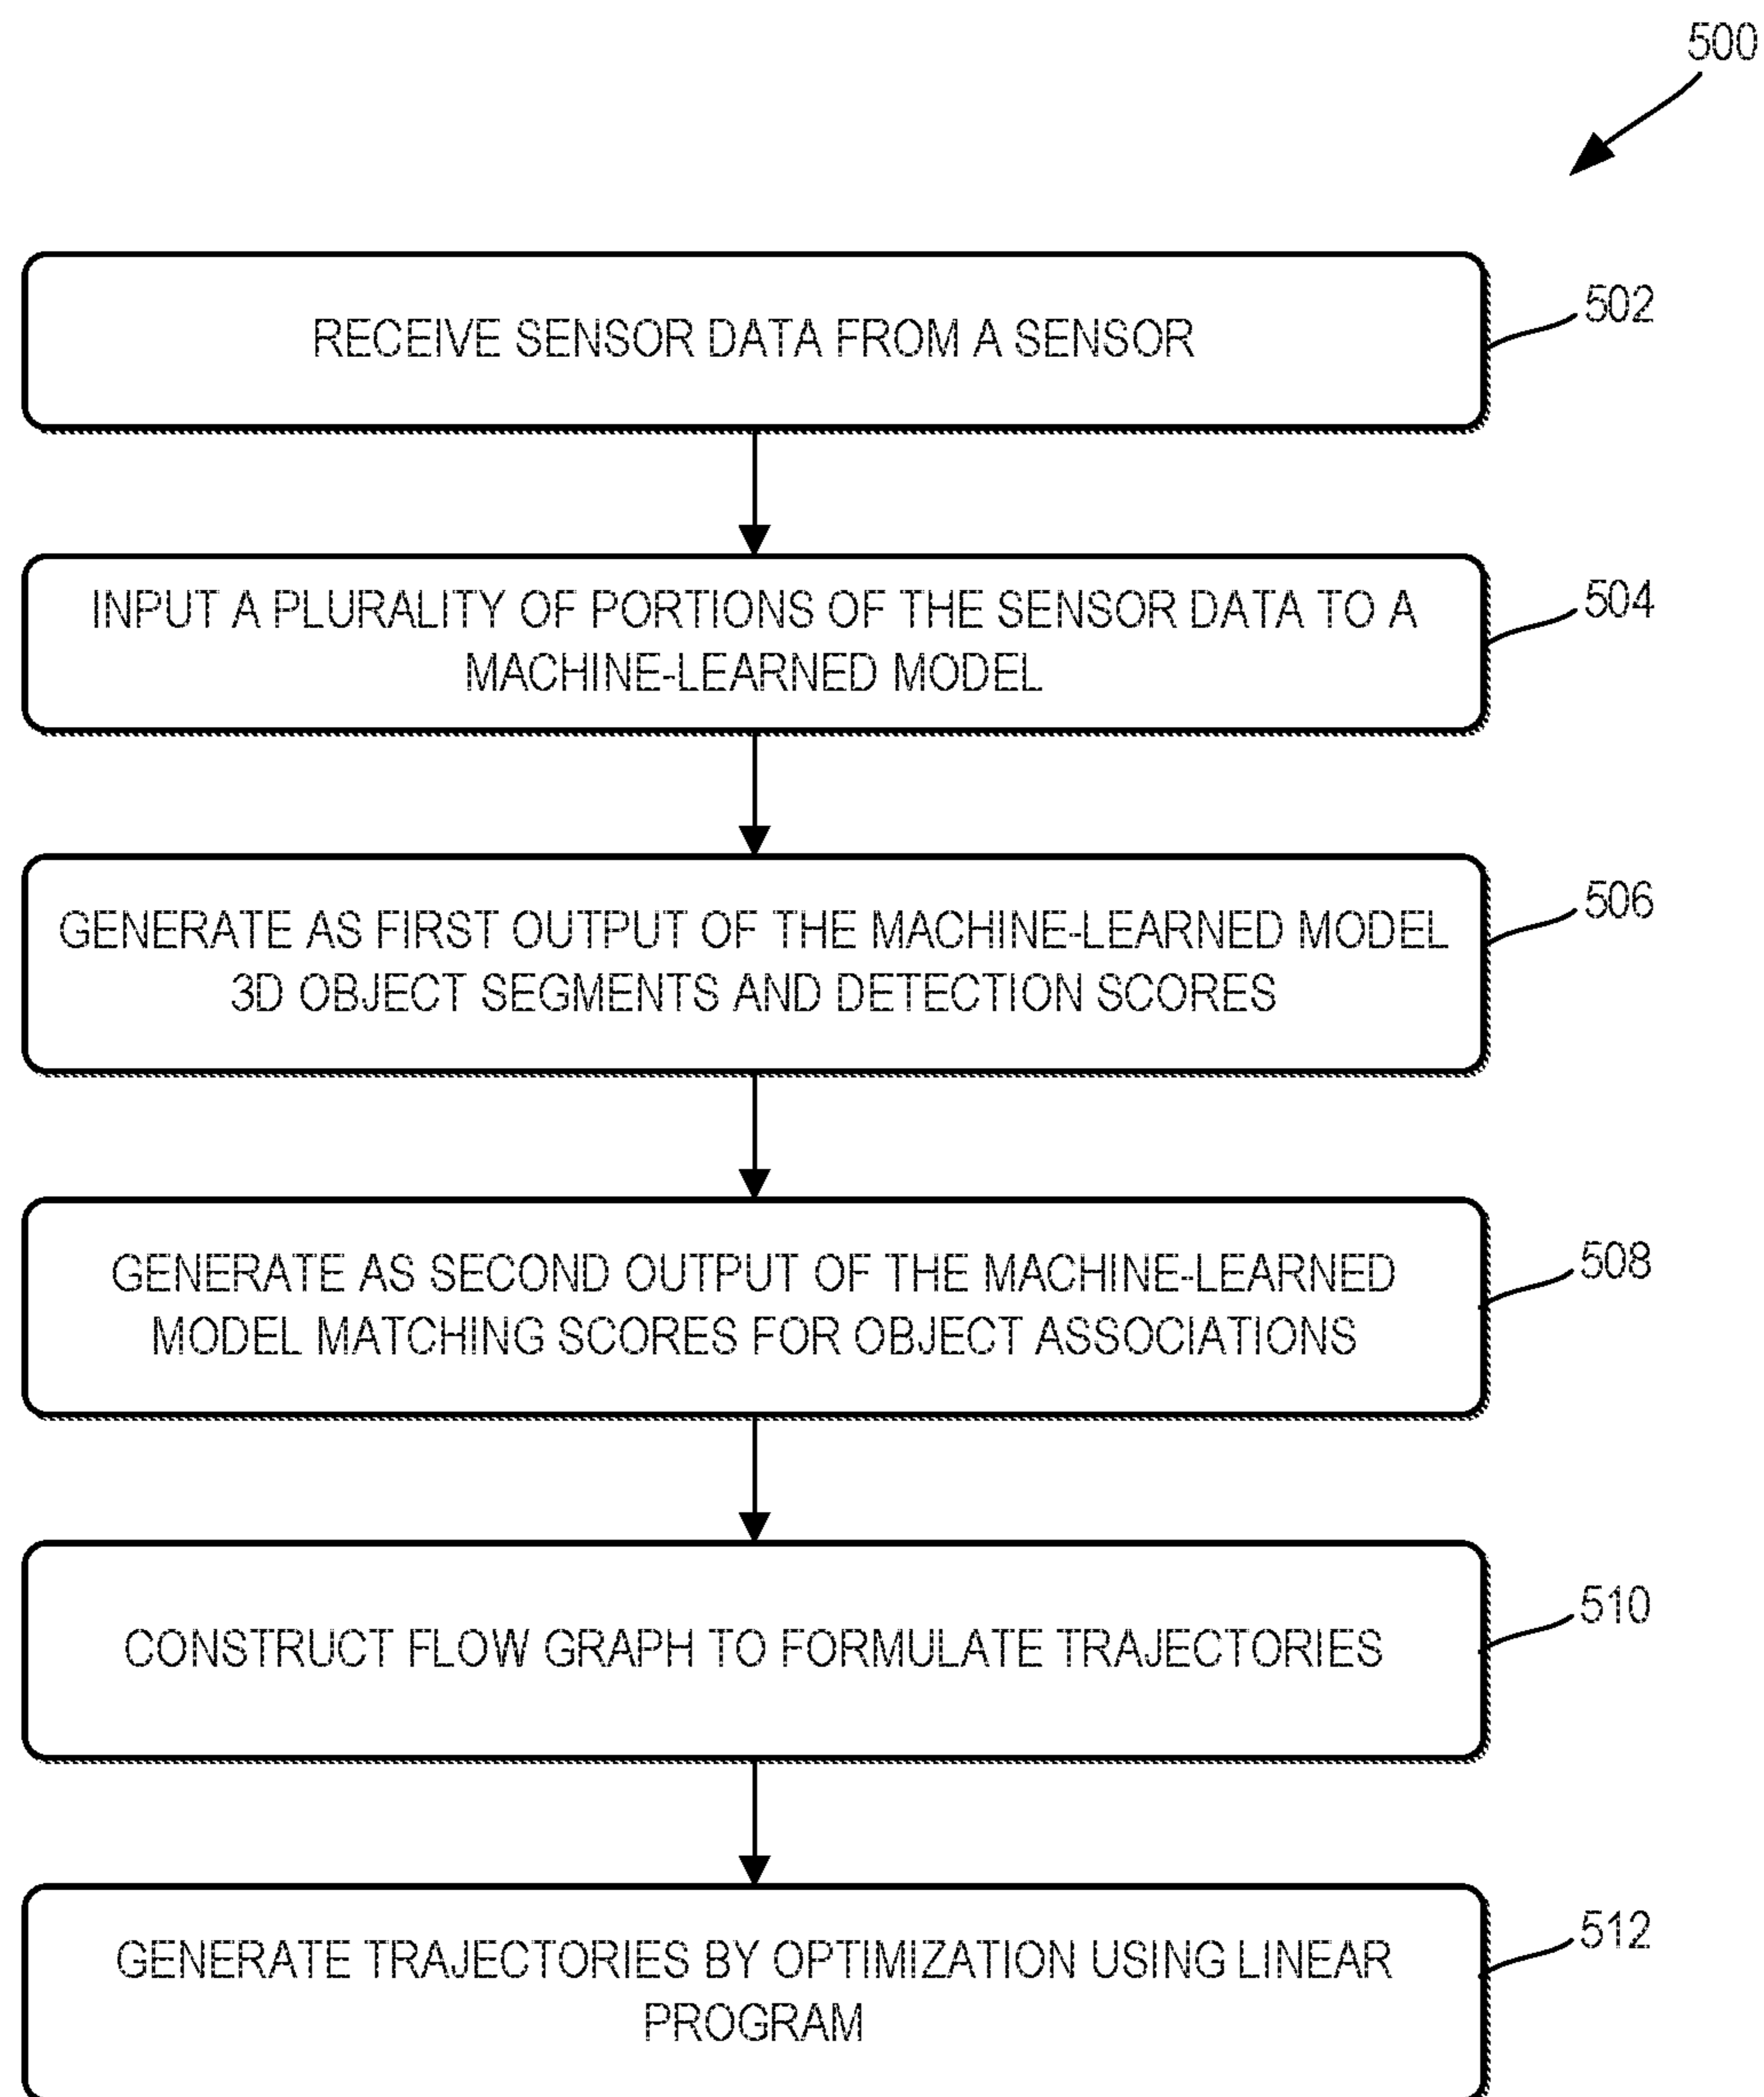 500
RECEIVE SENSOR DATA FROM A SENSOR
502
INPUT A PLURALITY OF PORTIONS OF THE SENSOR DATA TO A
MACHINE-LEARNED MODEL
504
GENERATE AS FIRST OUTPUT OF THE MACHINE-LEARNED MODEL
3D OBJECT SEGMENTS AND DETECTION SCORES
506
GENERATE AS SECOND OUTPUT OF THE MACHINE-LEARNED
MODEL MATCHING SCORES FOR OBJECT ASSOCIATIONS
508
CONSTRUCT FLOW GRAPH TO FORMULATE TRAJECTORIES
510
GENERATE TRAJECTORIES BY OPTIMIZATION USING LINEAR
PROGRAM
512